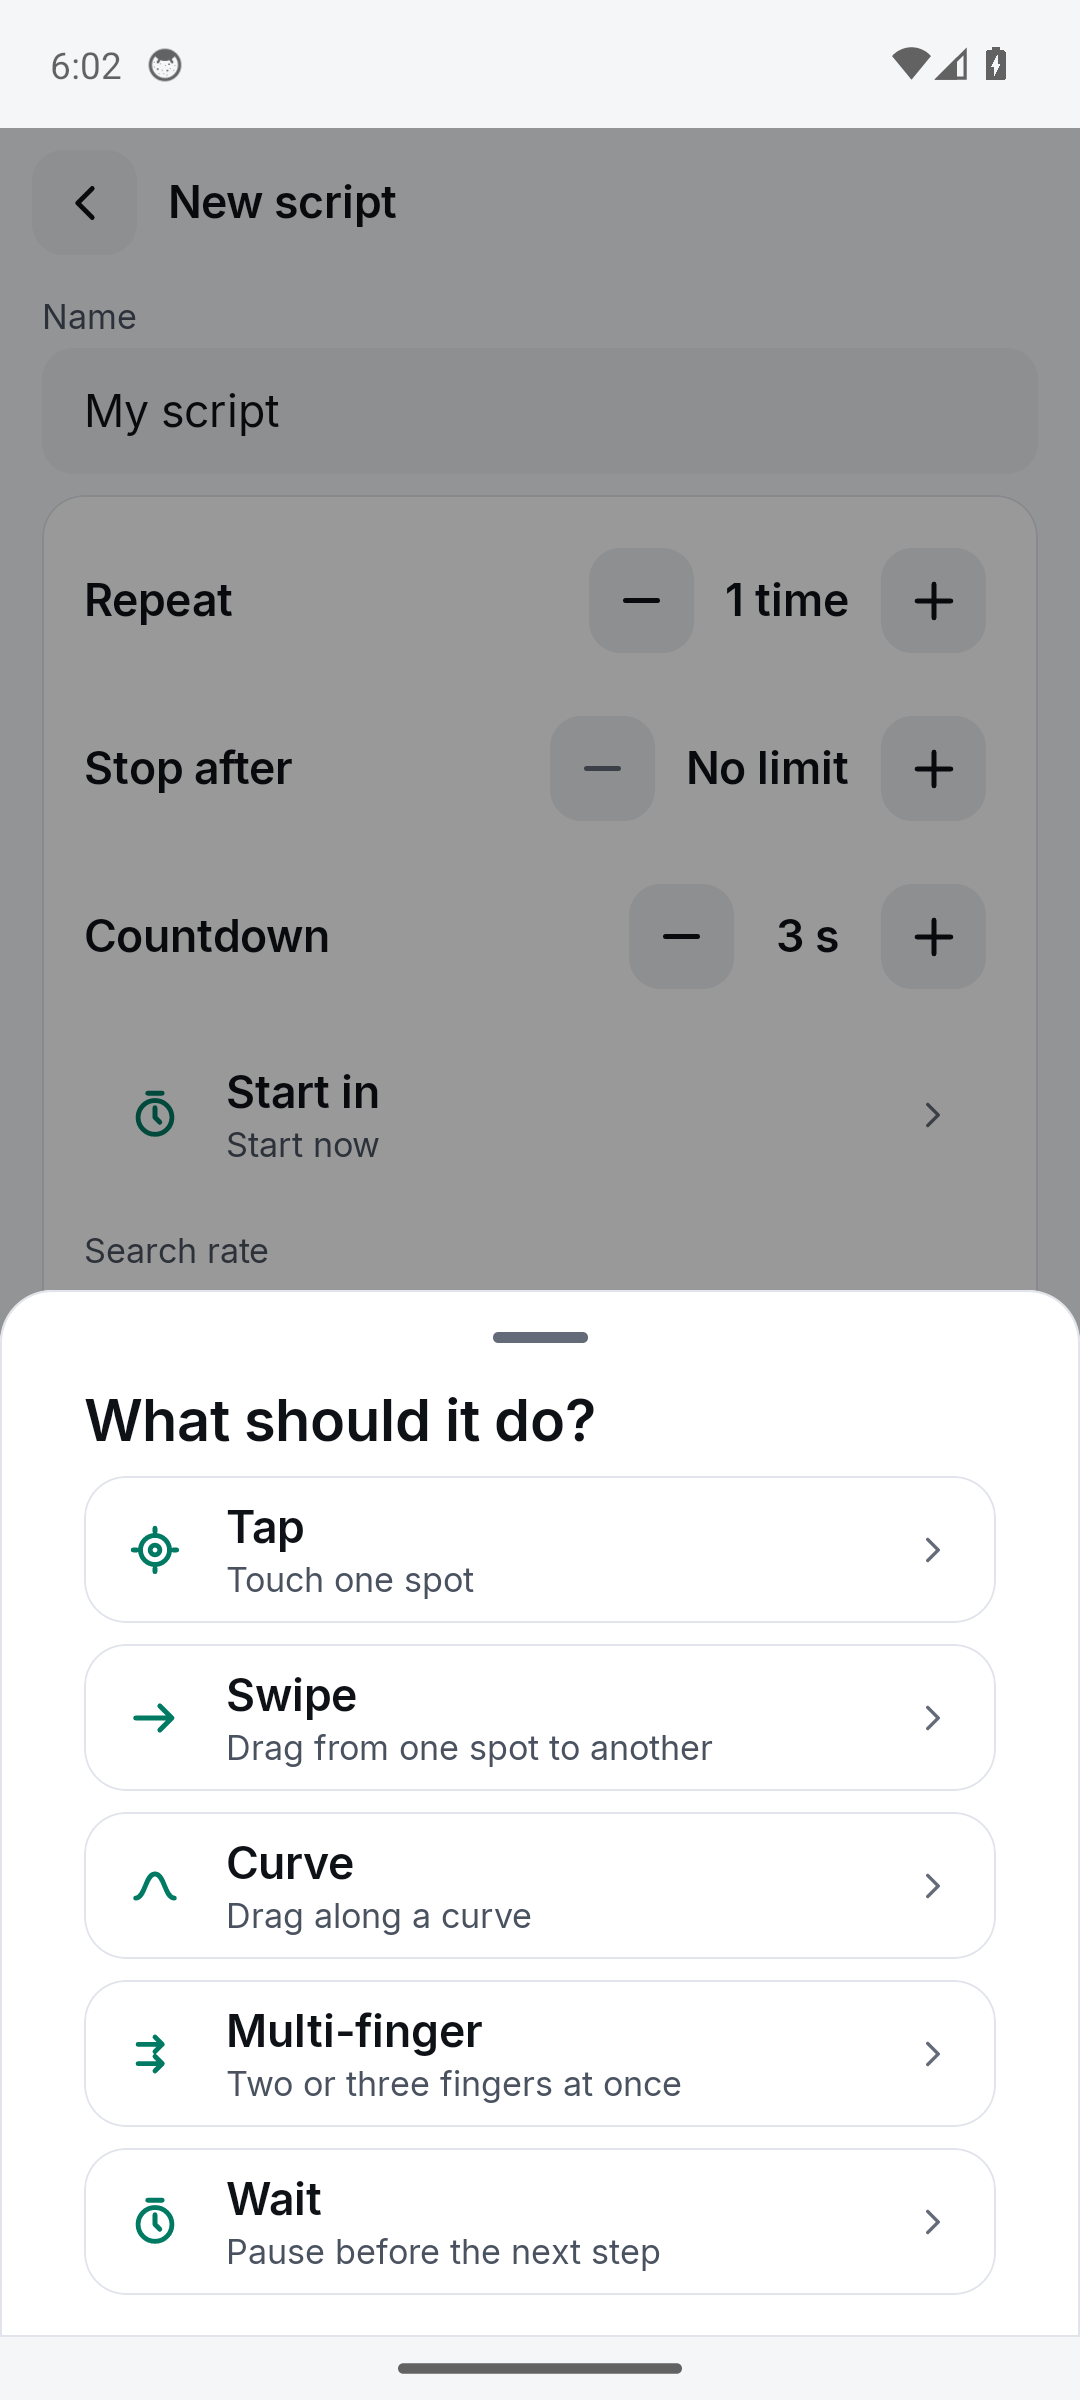 6:02
New script
Name
My script
Repeat
1 time
Stop after
No limit
Countdown
3 s
Start in
Start now
Search rate
What should it do?
Tap
Touch one spot
Swipe
Drag from one spot to another
Curve
Drag along a curve
Multi-finger
Two or three fingers at once
Wait
Pause before the next step